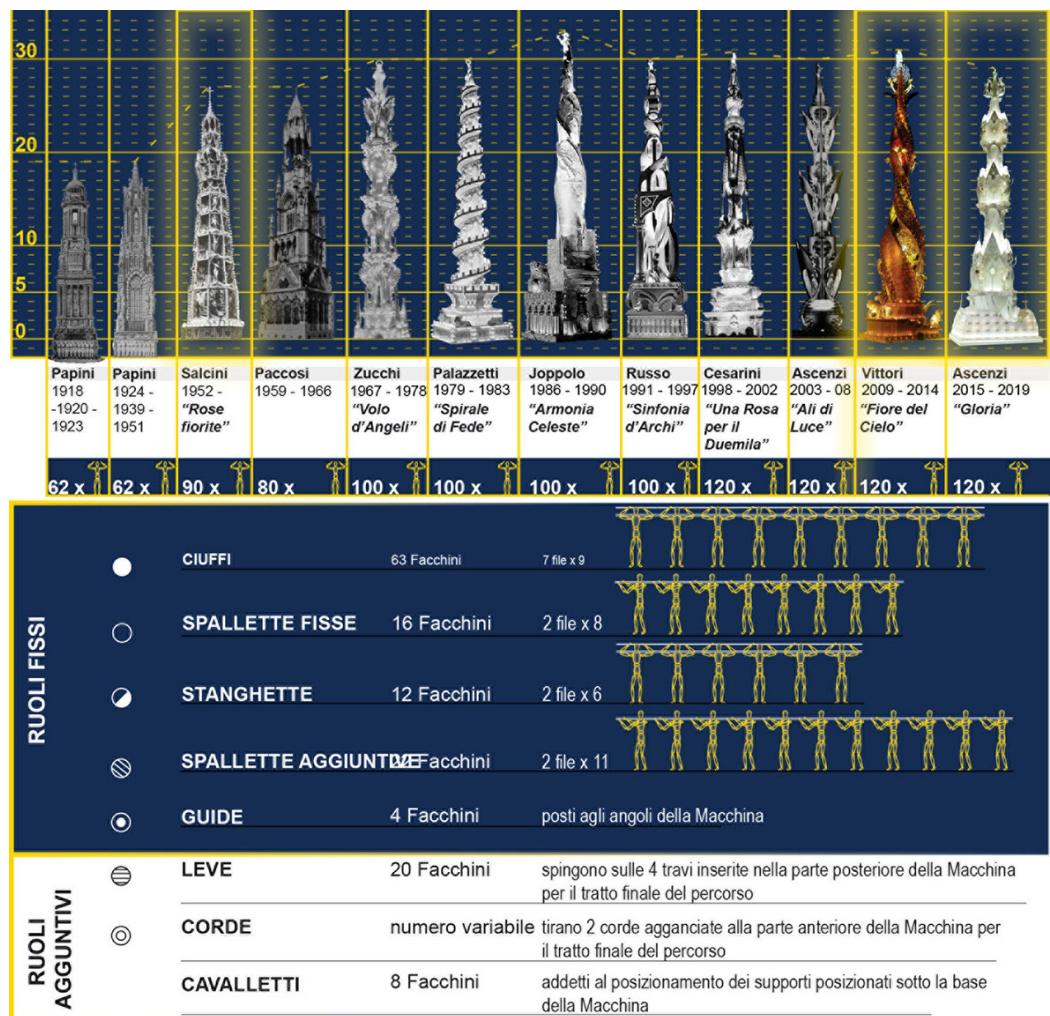 30
20
10
5
0
Papini
1918
-1920 -
1923
Papini
1924 -
1939 -
1951
Salcini
1952 -
“Rose
fiorite”
Paccosi
1959 - 1966
Zucchi
1967 - 1978
“Volo
d’Angeli”
Palazzetti
1979 - 1983
“Spirale
di Fede”
Joppolo
1986 - 1990
“Armonia
Celeste”
Russo
1991 - 1997
“Sinfonia
d’Archi”
Cesarini
1998 - 2002
“Una Rosa
per il
Duemila”
Ascenzi
2003 - 08
“Ali di
Luce”
Vittori
2009 - 2014
“Fiore del
Cielo”
Ascenzi
2015 - 2019
“Gloria”
62 x 62 x 90 x 80 x 100 x 100 x 100 x 100 x 120 x 120 x 120 x 120 x
RUOLI FISSI
CIUFFI 63 Facchini 7 file x 9
SPALLETTE FISSE 16 Facchini 2 file x 8
STANGHETTE 12 Facchini 2 file x 6
SPALLETTE AGGIUNTIVE 22 Facchini 2 file x 11
GUIDE 4 Facchini posti agli angoli della Macchina
RUOLI
AGGUNTIVI
LEVE 20 Facchini spingono sulle 4 travi inserite nella parte posteriore della Macchina
per il tratto finale del percorso
CORDE numero variabile tirano 2 corde agganciate alla parte anteriore della Macchina per
il tratto finale del percorso
CAVALLETTI 8 Facchini addetti al posizionamento dei supporti posizionati sotto la base
della Macchina